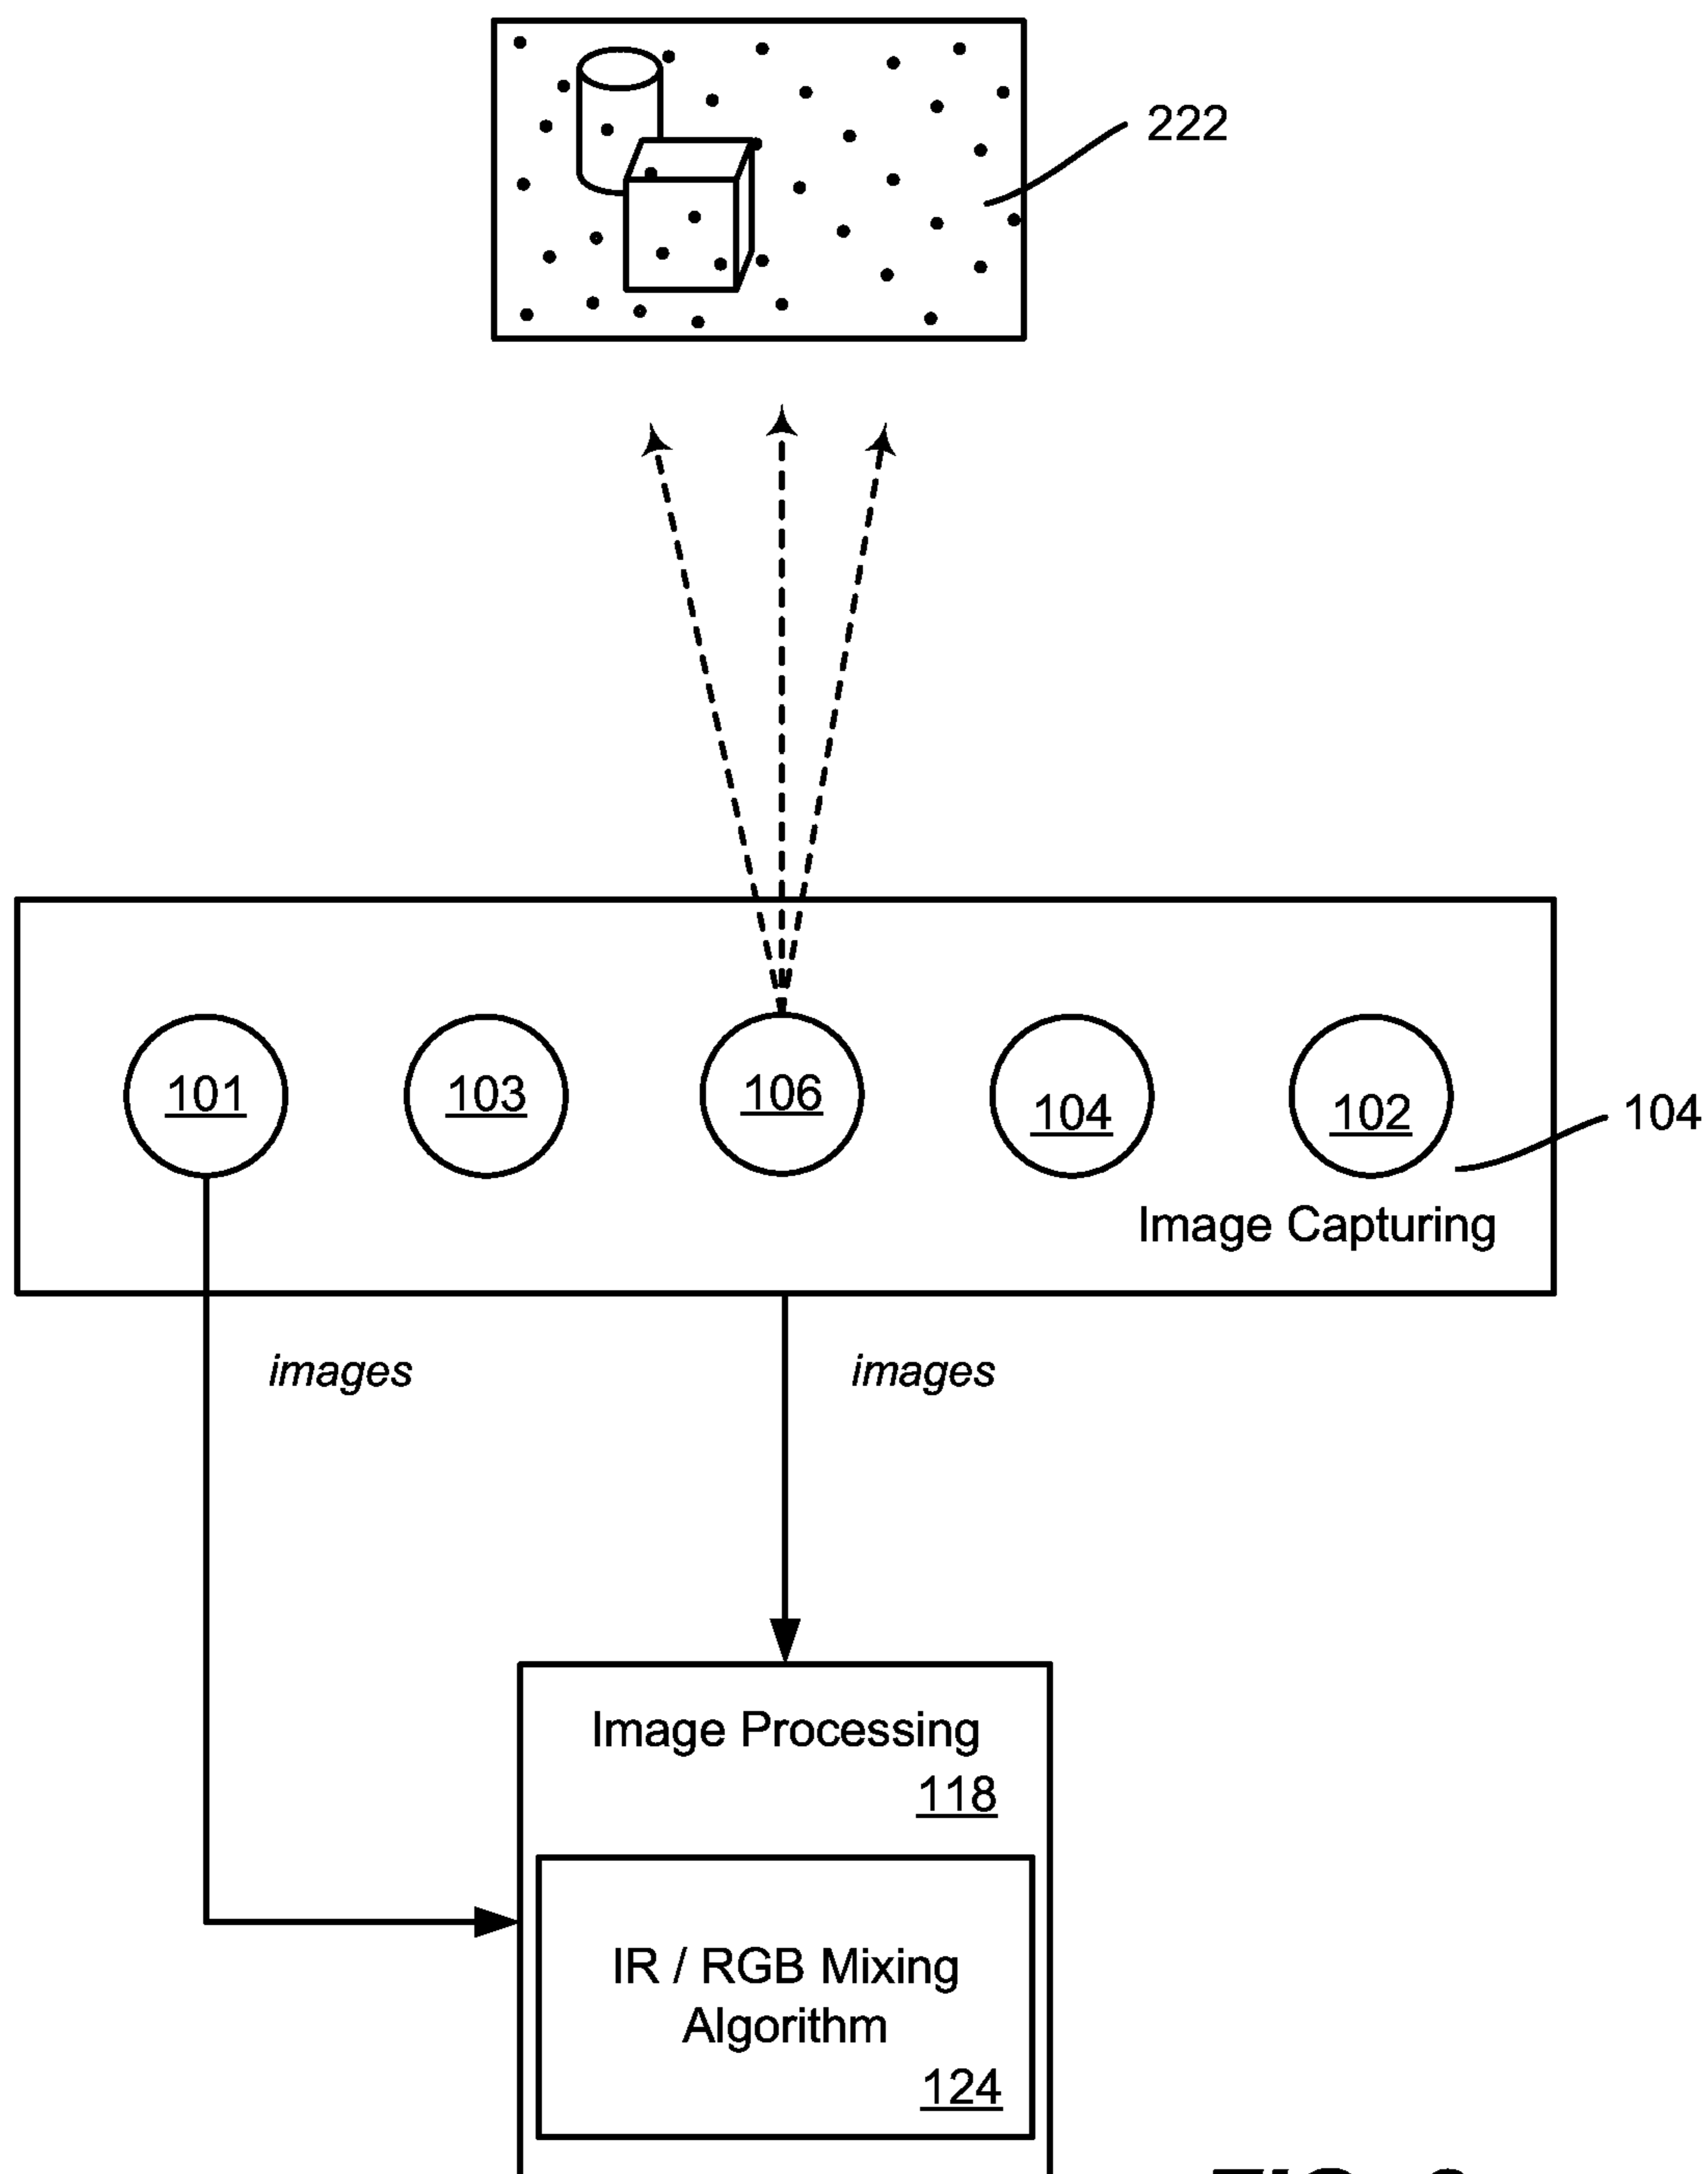 222
101
103
106
104
102
104
Image Capturing
images
images
Image Processing
118
IR / RGB Mixing
Algorithm
124